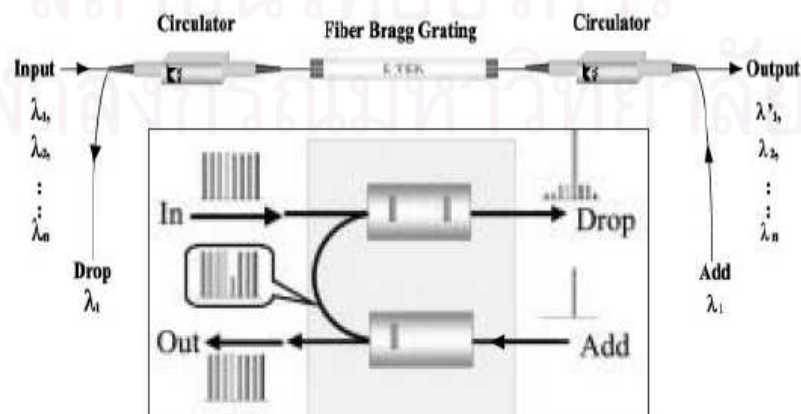 Circulator
Fiber Bragg Grating
Circulator
Input
Output
λ₁,
λ₂,
⋮
λₙ
Drop
λ₁
λ'₁,
λ₂,
⋮
λₙ
Add
λ₁
In
Drop
Out
Add